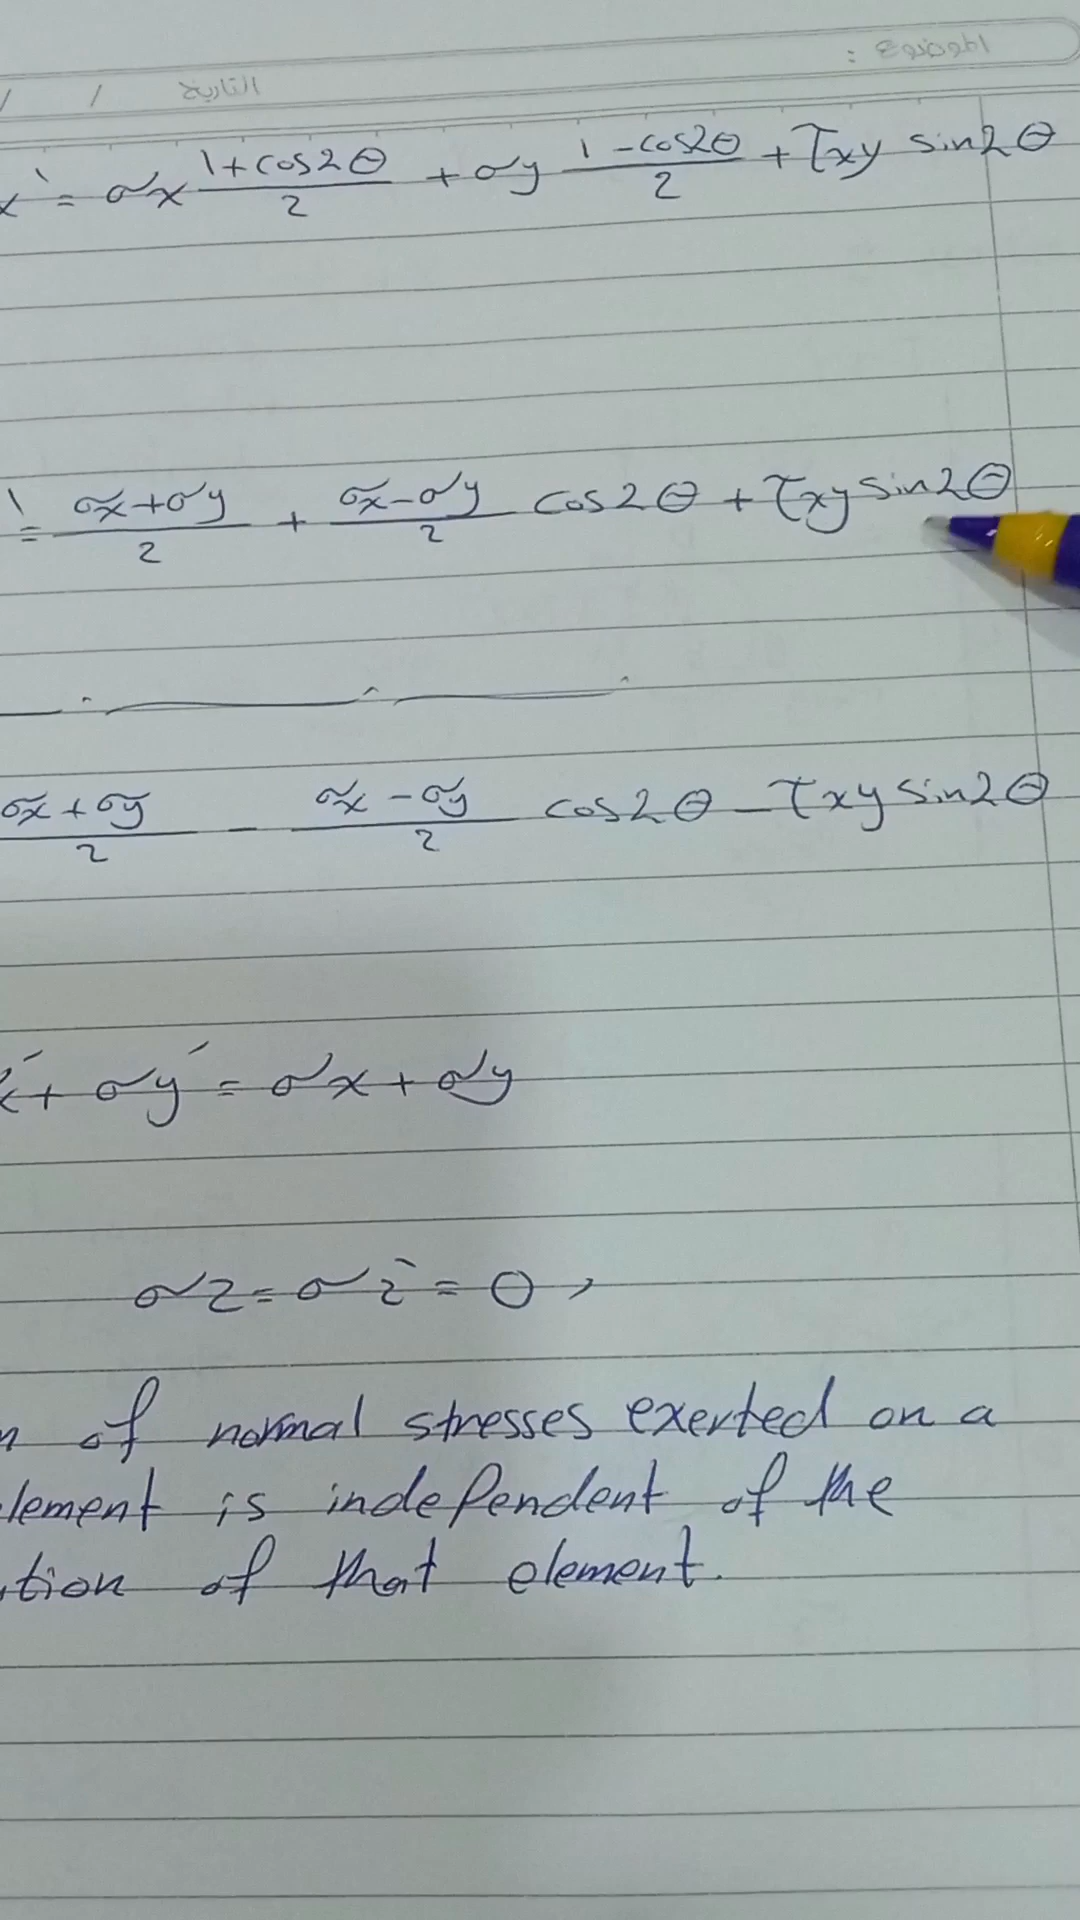 الموضوع :
التاريخ / /
x' = σx (1+cos2θ)/2 + σy (1-cos2θ)/2 + τxy sin2θ
' = (σx+σy)/2 + (σx-σy)/2 cos2θ + τxy sin2θ
(σx+σy)/2 - (σx-σy)/2 cos2θ - τxy sin2θ
x' + σy' = σx + σy
σz = σz' = 0,
n of normal stresses exerted on a
lement is independent of the
tion of that element.